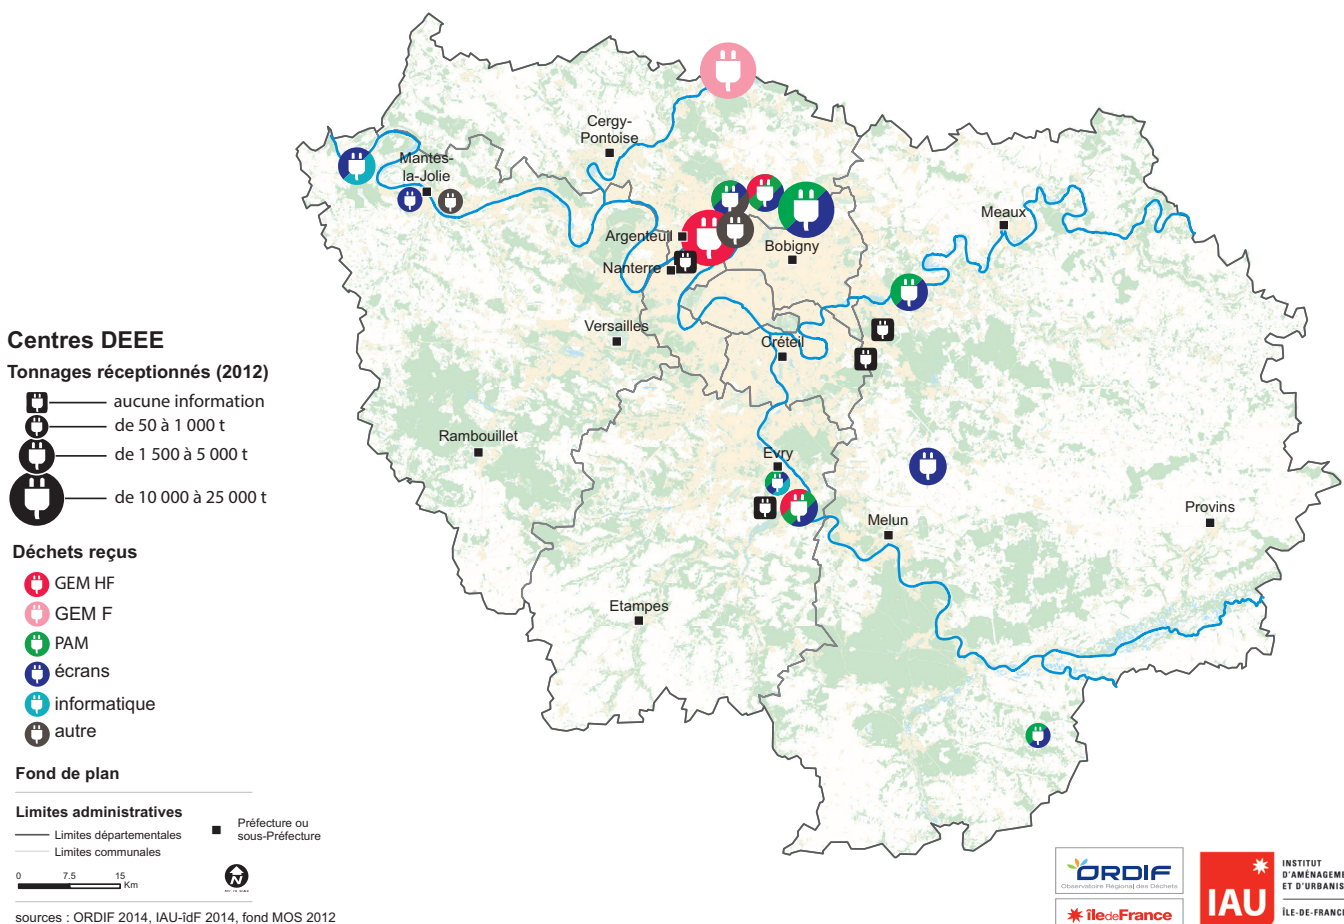 Cergy-
Pontoise
Mantes-
la-Jolie
Meaux
Argenteuil
Bobigny
Nanterre
Versailles
Créteil
Rambouillet
Evry
Melun
Provins
Etampes
Centres DEEE
Tonnages réceptionnés (2012)
aucune information
de 50 à 1 000 t
de 1 500 à 5 000 t
de 10 000 à 25 000 t
Déchets reçus
GEM HF
GEM F
PAM
écrans
informatique
autre
Fond de plan
Limites administratives
Limites départementales
Limites communales
Préfecture ou
sous-Préfecture
0 7.5 15
Km
N
sources : ORDIF 2014, IAU-îdF 2014, fond MOS 2012
ORDIF
Observatoire Régional des Déchets
îledeFrance
IAU
INSTITUT
D'AMÉNAGEME
ET D'URBANIS
ÎLE-DE-FRANCE